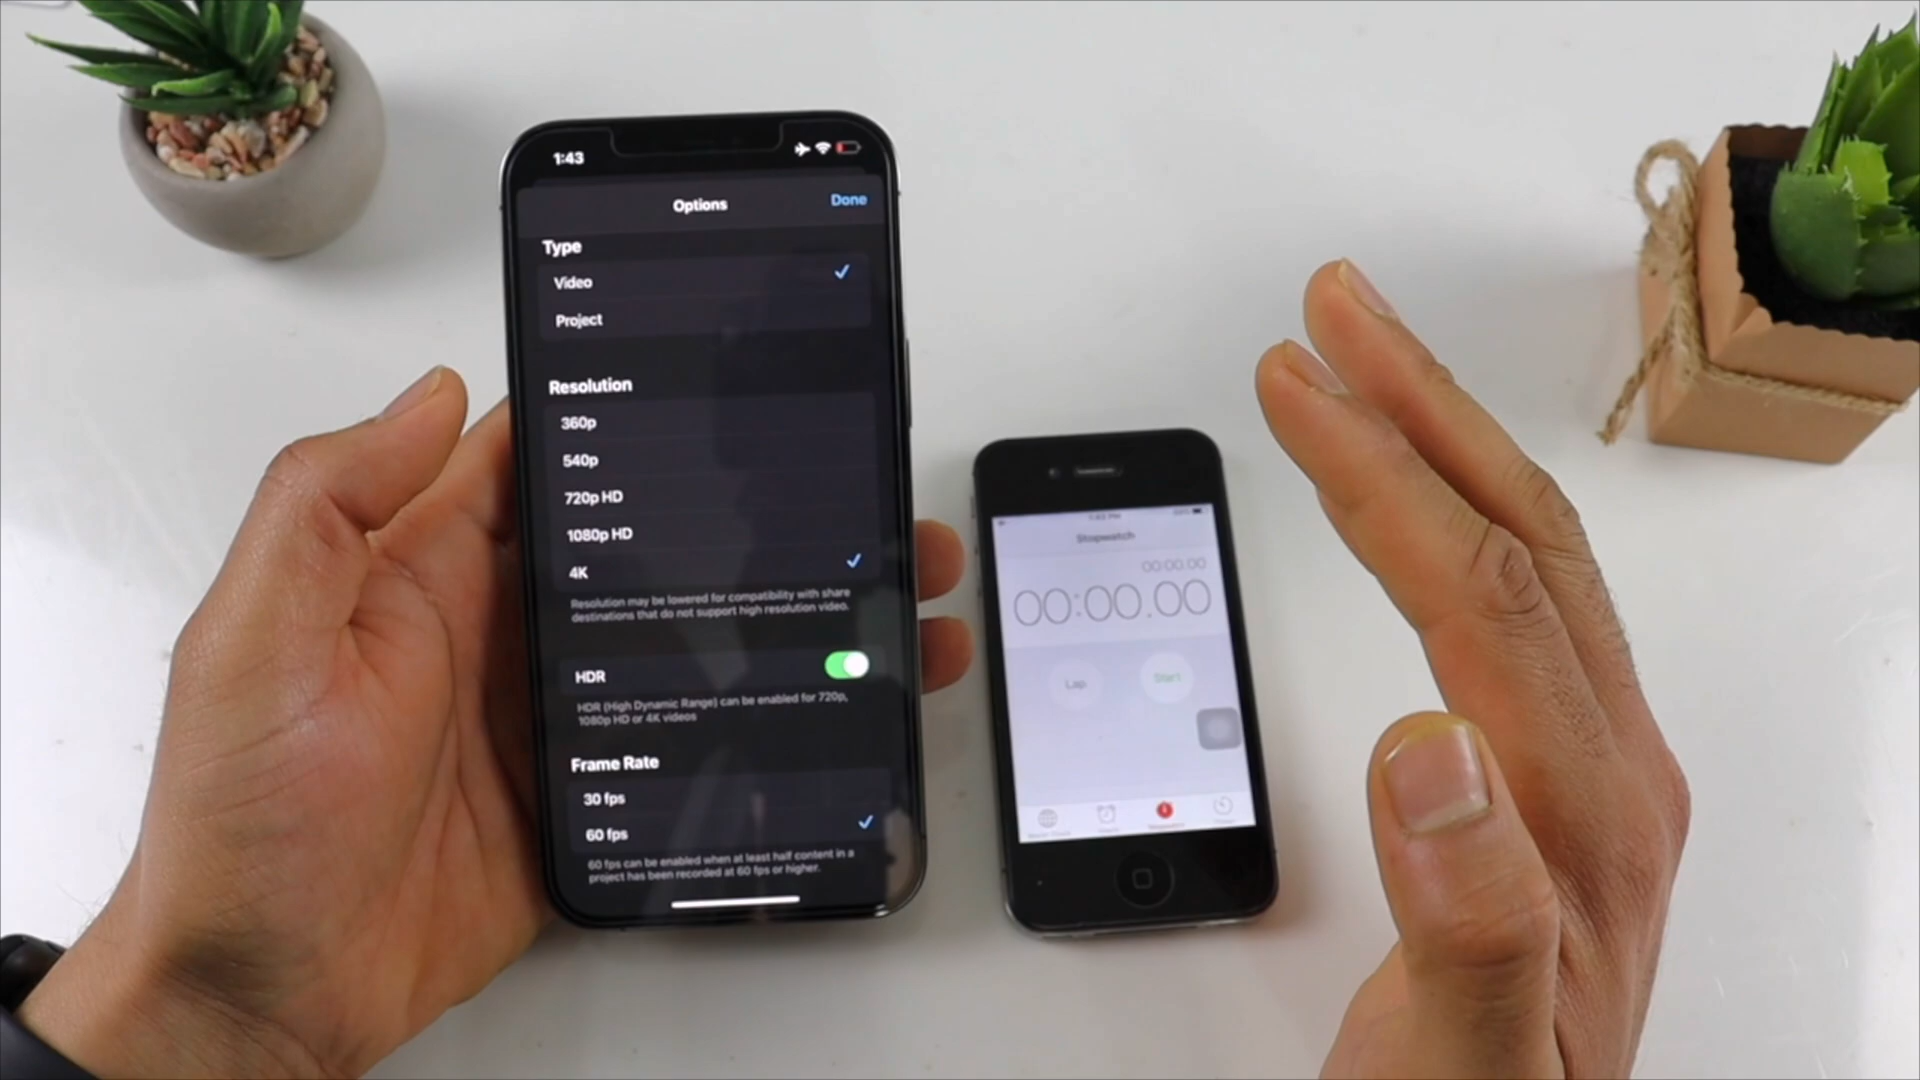 1:43
Options
Done
Type
Video
Project
Resolution
360p
540p
720p HD
1080p HD
4K
Resolution may be lowered for compatibility with share
destinations that do not support high resolution video.
HDR
HDR (High Dynamic Range) can be enabled for 720p,
1080p HD or 4K videos
Frame Rate
30 fps
60 fps
60 fps can be enabled when at least half content in a
project has been recorded at 60 fps or higher.
1:43 PM
Stopwatch
00:00.00
00:00.00
Lap
Start